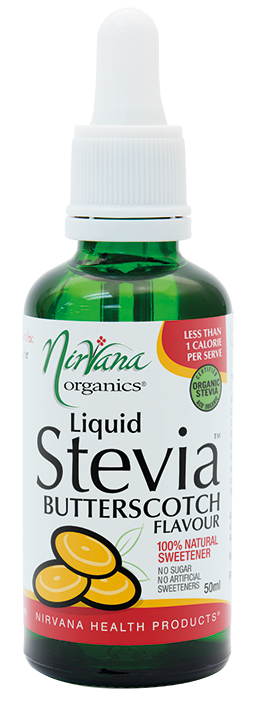 LESS THAN
1 CALORIE
PER SERVE
Nirvana
organics®
CERTIFIED
ORGANIC
STEVIA
Liquid
Stevia™
BUTTERSCOTCH
FLAVOUR
100% NATURAL
SWEETENER
NO SUGAR
NO ARTIFICIAL
SWEETENERS
50ml
NIRVANA HEALTH PRODUCTS®